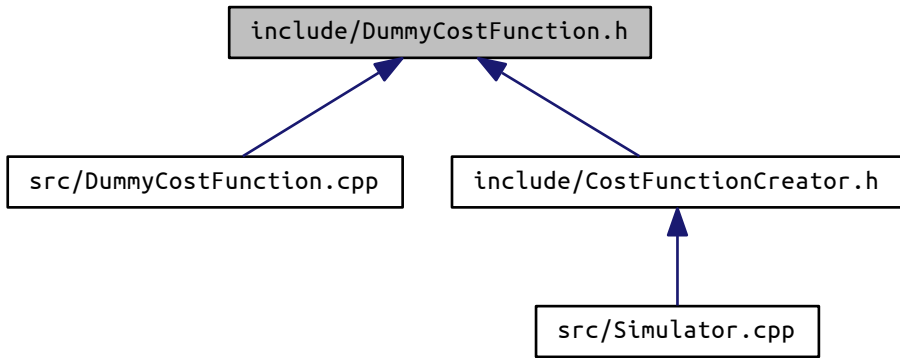 include/DummyCostFunction.h
src/DummyCostFunction.cpp
include/CostFunctionCreator.h
src/Simulator.cpp